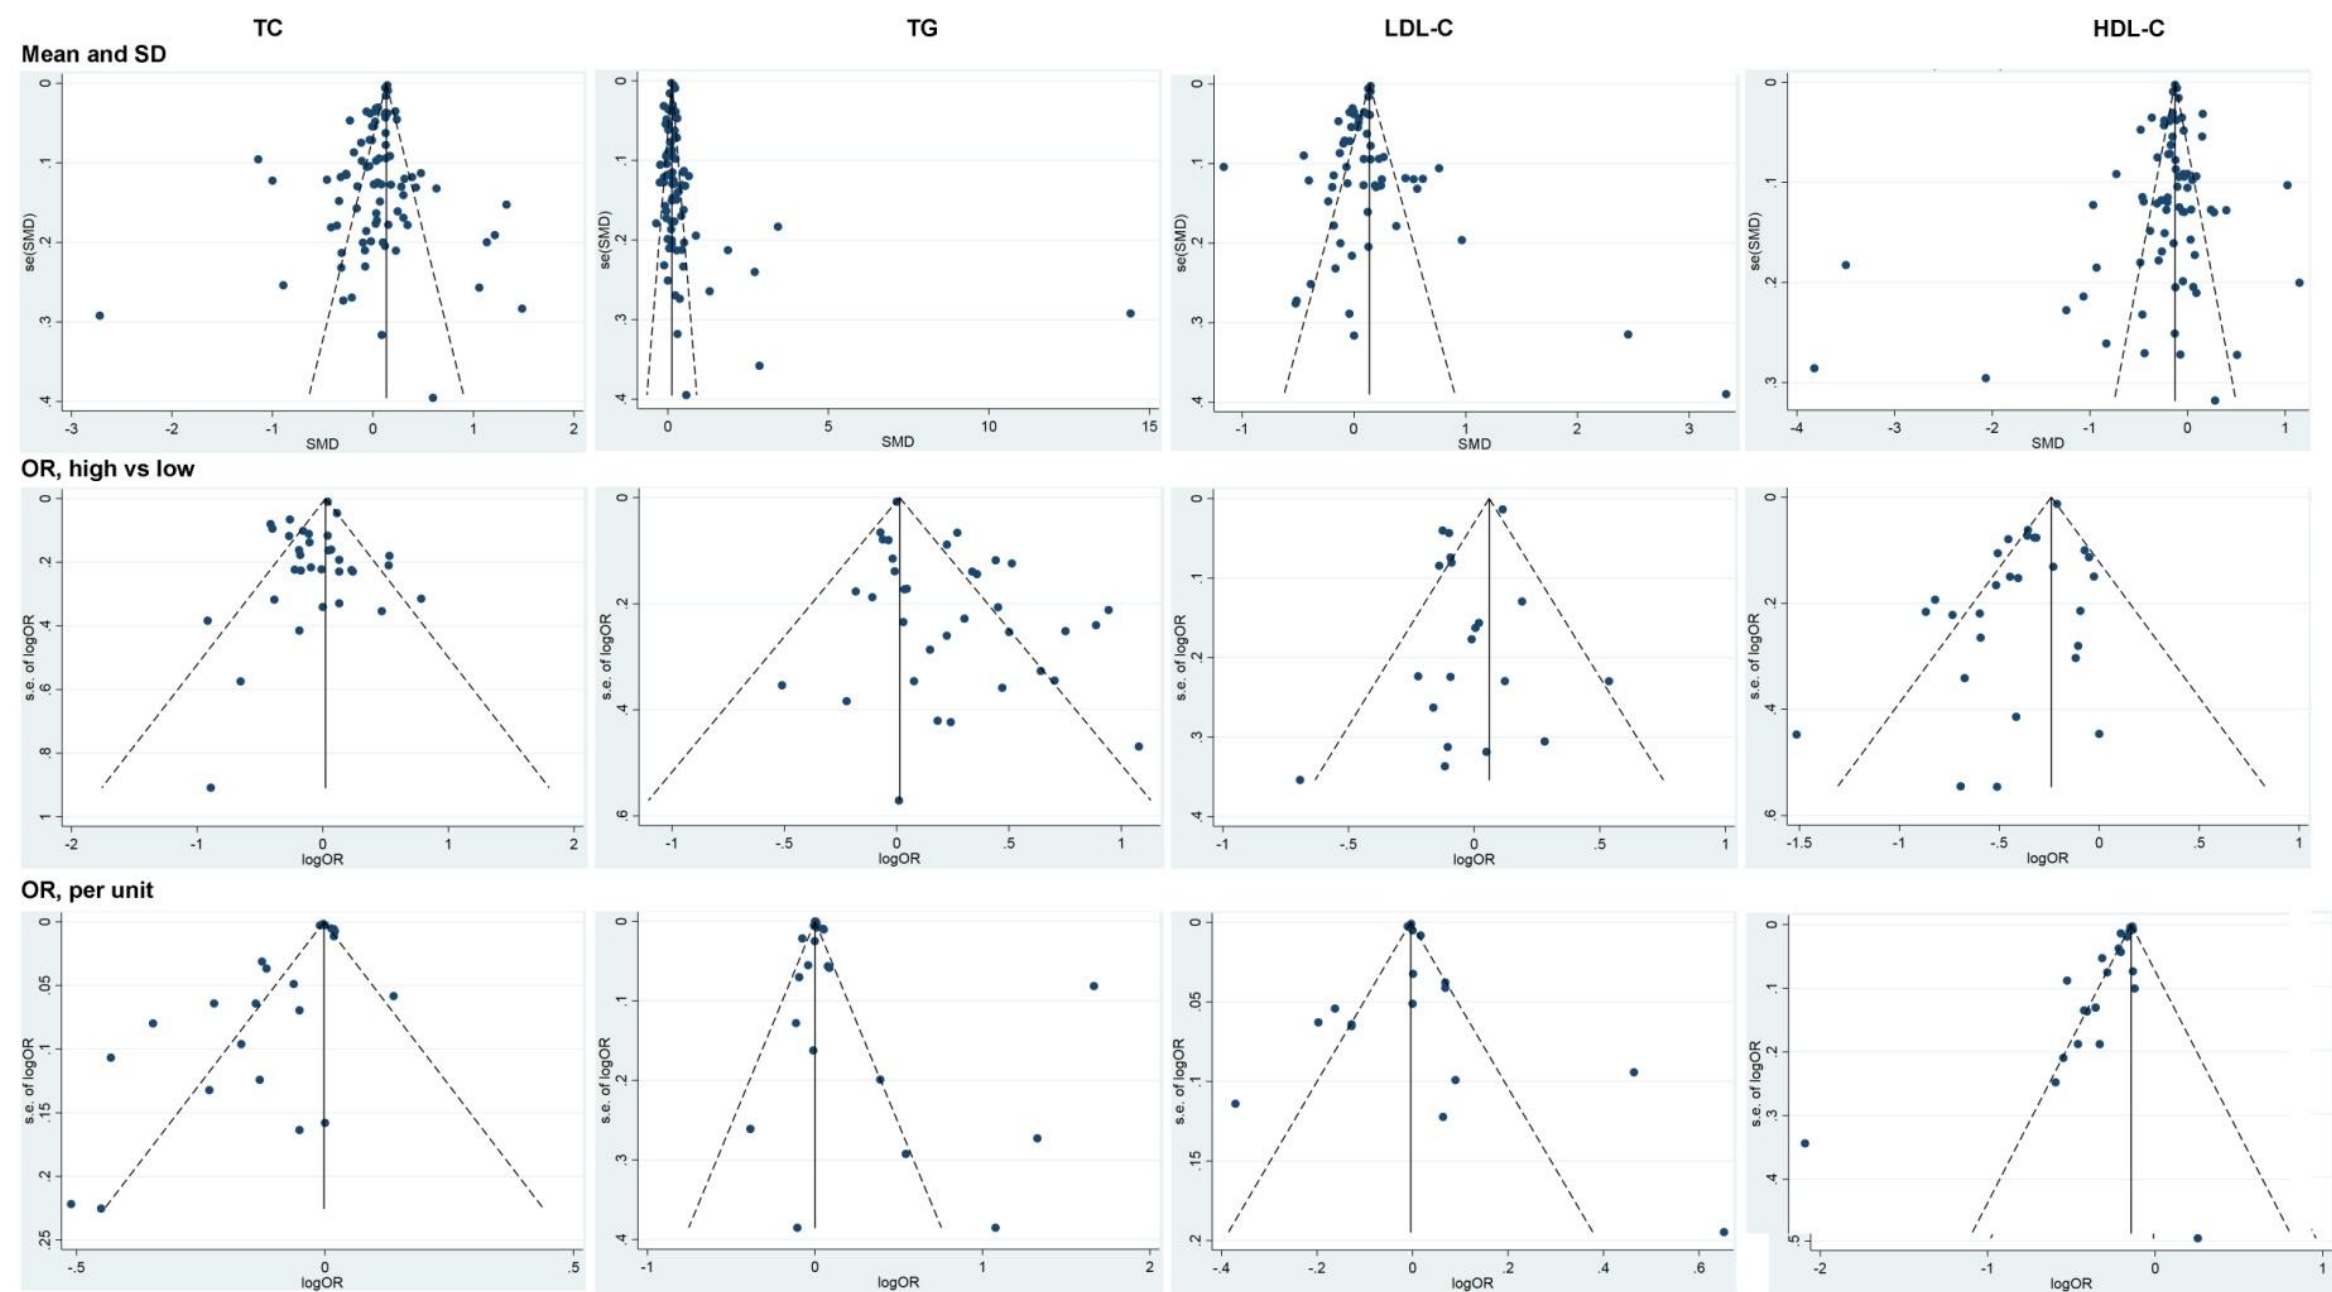 TC TG LDL-C HDL-C
Mean and SD
0 .1 .2 .3 .4
se(SMD)
-3 -2 -1 0 1 2
SMD
0 .1 .2 .3 .4
se(SMD)
0 5 10 15
SMD
0 .1 .2 .3 .4
se(SMD)
-1 0 1 2 3
SMD
0 .1 .2 .3
se(SMD)
-4 -3 -2 -1 0 1
SMD
OR, high vs low
0 .2 .4 .6 .8 1
s.e. of logOR
-2 -1 0 1 2
logOR
0 .2 .4 .6
s.e. of logOR
-1 -.5 0 .5 1
logOR
0 .1 .2 .3 .4
s.e. of logOR
-1 -.5 0 .5 1
logOR
0 .2 .4 .6
s.e. of logOR
-1.5 -1 -.5 0 .5 1
logOR
OR, per unit
0 .05 .1 .15 .2 .25
s.e. of logOR
-.5 0 .5
logOR
0 .1 .2 .3 .4
s.e. of logOR
-1 0 1 2
logOR
0 .05 .1 .15 .2
s.e. of logOR
-.4 -.2 0 .2 .4 .6
logOR
0 .1 .2 .3 .4 .5
s.e. of logOR
-2 -1 0 1
logOR